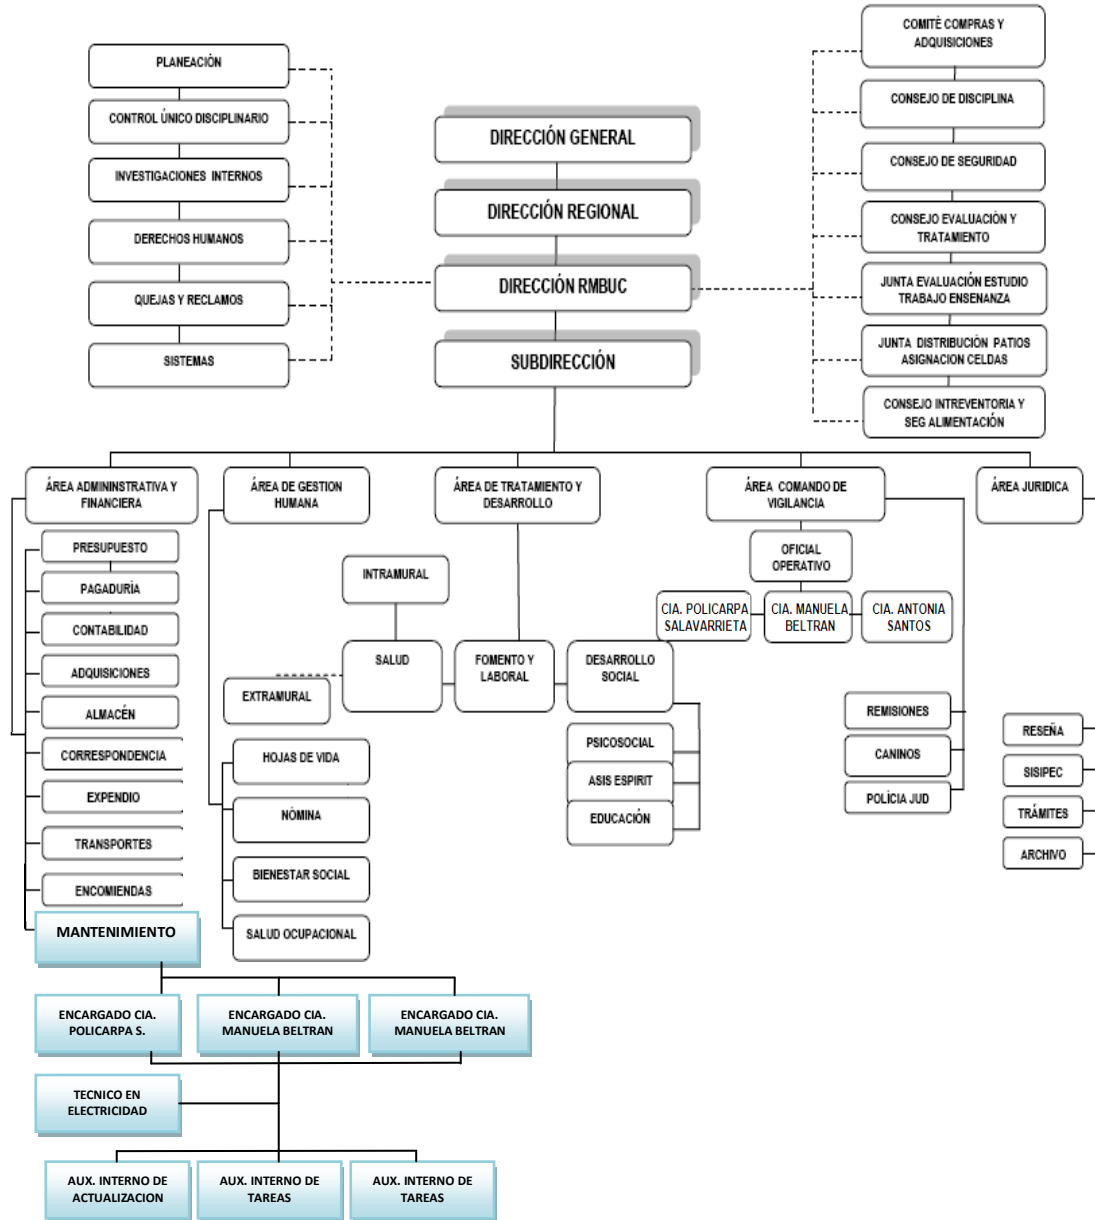 PLANEACIÓN
CONTROL ÚNICO DISCIPLINARIO
INVESTIGACIONES INTERNOS
DERECHOS HUMANOS
QUEJAS Y RECLAMOS
SISTEMAS
DIRECCIÓN GENERAL
DIRECCIÓN REGIONAL
DIRECCIÓN RMBUC
SUBDIRECCIÓN
COMITÉ COMPRAS Y
ADQUISICIONES
CONSEJO DE DISCIPLINA
CONSEJO DE SEGURIDAD
CONSEJO EVALUACIÓN Y
TRATAMIENTO
JUNTA EVALUACIÓN ESTUDIO
TRABAJO ENSENANZA
JUNTA DISTRIBUCIÓN PATIOS
ASIGNACION CELDAS
CONSEJO INTREVENTORIA Y
SEG ALIMENTACIÓN
ÁREA ADMININSTRATIVA Y
FINANCIERA
PRESUPUESTO
PAGADURÍA
CONTABILIDAD
ADQUISICIONES
ALMACÉN
CORRESPONDENCIA
EXPENDIO
TRANSPORTES
ENCOMIENDAS
MANTENIMIENTO
ÁREA DE GESTION
HUMANA
HOJAS DE VIDA
NÓMINA
BIENESTAR SOCIAL
SALUD OCUPACIONAL
ÁREA DE TRATAMIENTO Y
DESARROLLO
INTRAMURAL
SALUD
EXTRAMURAL
FOMENTO Y
LABORAL
DESARROLLO
SOCIAL
PSICOSOCIAL
ASIS ESPIRIT
EDUCACIÓN
ÁREA COMANDO DE
VIGILANCIA
OFICIAL
OPERATIVO
CIA. POLICARPA
SALAVARRIETA
CIA. MANUELA
BELTRAN
CIA. ANTONIA
SANTOS
REMISIONES
CANINOS
POLÍCIA JUD
ÁREA JURIDICA
RESEÑA
SISIPEC
TRÁMITES
ARCHIVO
ENCARGADO CIA.
POLICARPA S.
ENCARGADO CIA.
MANUELA BELTRAN
ENCARGADO CIA.
MANUELA BELTRAN
TECNICO EN
ELECTRICIDAD
AUX. INTERNO DE
ACTUALIZACION
AUX. INTERNO DE
TAREAS
AUX. INTERNO DE
TAREAS